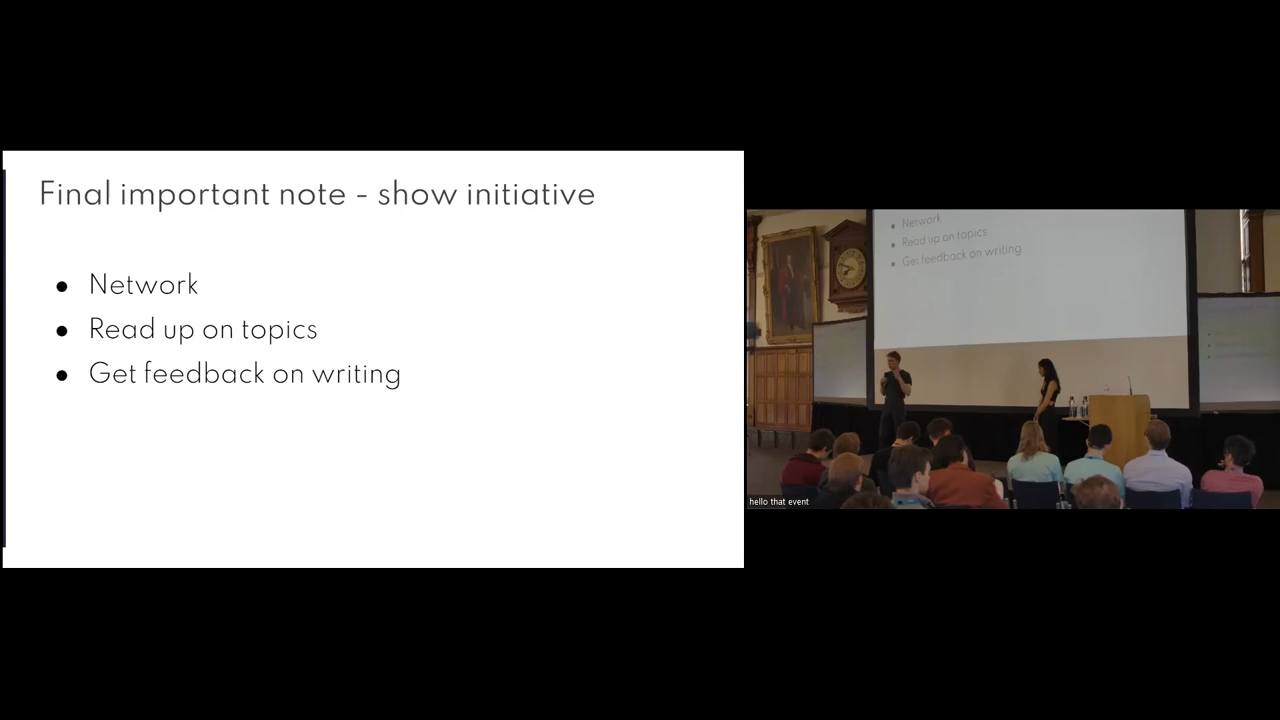 Final important note - show initiative
● Network
● Read up on topics
● Get feedback on writing
● Network
● Read up on topics
● Get feedback on writing
hello that event